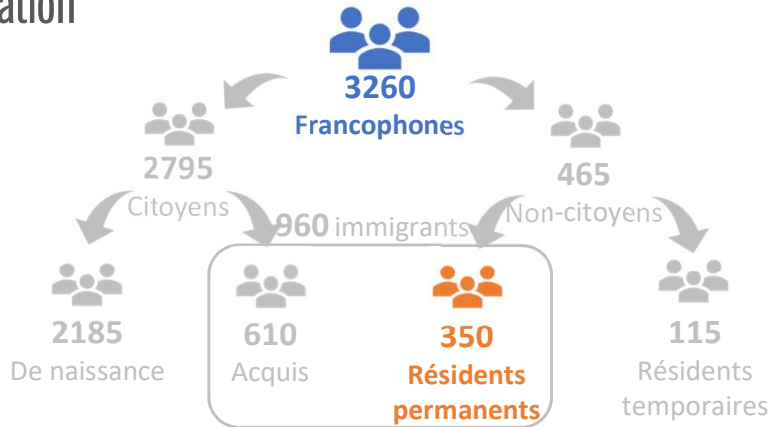 3260
Francophones
2795
Citoyens
465
Non-citoyens
960 immigrants
2185
De naissance
610
Acquis
350
Résidents
permanents
115
Résidents
temporaires